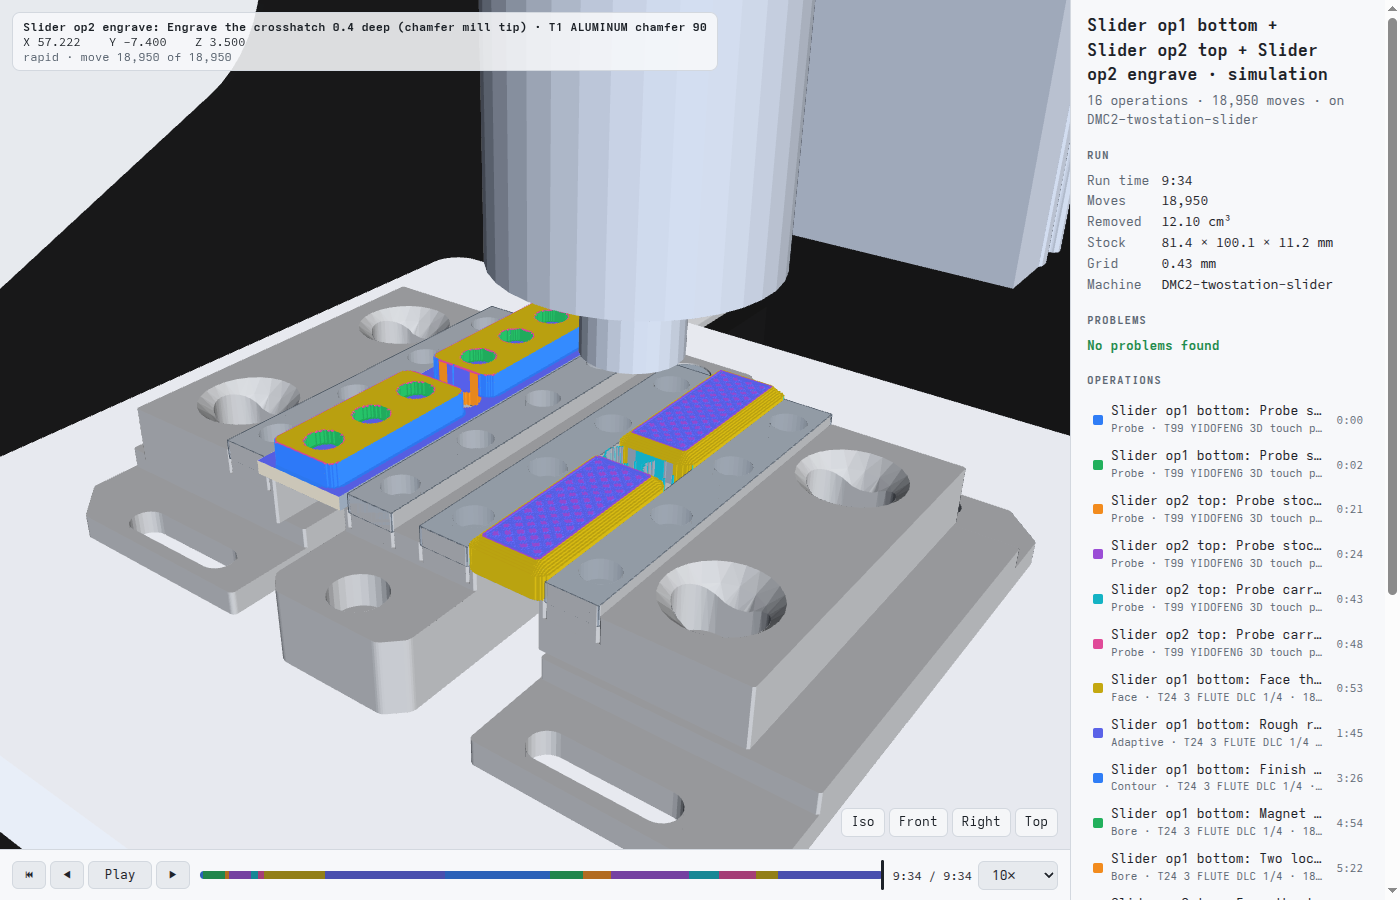 Slider op2 engrave: Engrave the crosshatch 0.4 deep (chamfer mill tip) · T1 ALUMINUM chamfer 90
X 57.222 Y -7.400 Z 3.500
rapid · move 18,950 of 18,950
Iso
Front
Right
Top
Play
9:34 / 9:34
10×
Slider op1 bottom +
Slider op2 top + Slider
op2 engrave · simulation
16 operations · 18,950 moves · on
DMC2-twostation-slider
RUN
Run time 9:34
Moves 18,950
Removed 12.10 cm³
Stock 81.4 × 100.1 × 11.2 mm
Grid 0.43 mm
Machine DMC2-twostation-slider
PROBLEMS
No problems found
OPERATIONS
Slider op1 bottom: Probe s…
0:00
Probe · T99 YIDOFENG 3D touch p…
Slider op1 bottom: Probe s…
0:02
Probe · T99 YIDOFENG 3D touch p…
Slider op2 top: Probe stoc…
0:21
Probe · T99 YIDOFENG 3D touch p…
Slider op2 top: Probe stoc…
0:24
Probe · T99 YIDOFENG 3D touch p…
Slider op2 top: Probe carr…
0:43
Probe · T99 YIDOFENG 3D touch p…
Slider op2 top: Probe carr…
0:48
Probe · T99 YIDOFENG 3D touch p…
Slider op1 bottom: Face th…
0:53
Face · T24 3 FLUTE DLC 1/4 · 18…
Slider op1 bottom: Rough r…
1:45
Adaptive · T24 3 FLUTE DLC 1/4 …
Slider op1 bottom: Finish …
3:26
Contour · T24 3 FLUTE DLC 1/4 ·…
Slider op1 bottom: Magnet …
4:54
Bore · T24 3 FLUTE DLC 1/4 · 18…
Slider op1 bottom: Two loc…
5:22
Bore · T24 3 FLUTE DLC 1/4 · 18…